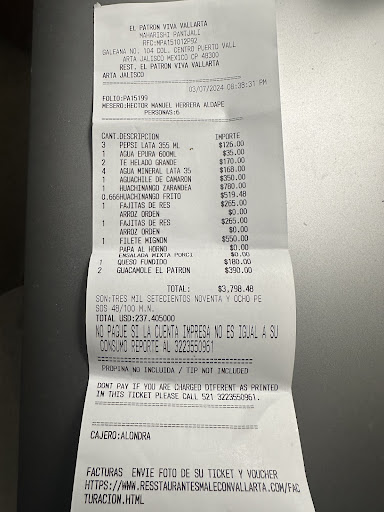 EL PATRON VIVA VALLARTA
MAHARISHI PANTJALI
RFC:MPA151012P92
GALEANA NO. 104 COL. CENTRO PUERTO VALL
ARTA JALISCO MEXICO CP 48300
REST. EL PATRON VIVA VALLARTA
ARTA JALISCO
03/07/2024 08:38:31 PM
FOLIO:PA15199
MESERO:HECTOR MANUEL HERRERA ALDAPE
PERSONAS:6
CANT.DESCRIPCION IMPORTE
3 PEPSI LATA 355 ML $126.00
1 AGUA EPURA 600ML $35.00
2 TE HELADO GRANDE $170.00
4 AGUA MINERAL LATA 35 $168.00
1 AGUACHILE DE CAMARON $350.00
1 HUACHINANGO ZARANDEA $780.00
0.666HUACHINANGO FRITO $519.48
1 FAJITAS DE RES $265.00
ARROZ ORDEN $0.00
1 FAJITAS DE RES $265.00
ARROZ ORDEN $0.00
1 FILETE MIGNON $550.00
PAPA AL HORNO $0.00
ENSALADA MIXTA PORCI $0.00
1 QUESO FUNDIDO $180.00
2 GUACAMOLE EL PATRON $390.00
TOTAL: $3,798.48
SON:TRES MIL SETECIENTOS NOVENTA Y OCHO PE
SOS 48/100 M.N.
TOTAL USD:237.405000
NO PAGUE SI LA CUENTA IMPRESA NO ES IGUAL A SU
CONSUMO REPORTE AL 3223550961
PROPINA NO INCLUIDA / TIP NOT INCLUDED
DONT PAY IF YOU ARE CHARGED DIFERENT AS PRINTED
IN THIS TICKET PLEASE CALL 521 3223550961.
CAJERO:ALONDRA
FACTURAS ENVIE FOTO DE SU TICKET Y VOUCHER
HTTPS://WWW.RESSTAURANTESMALECONVALLARTA.COM/FAC
TURACION.HTML